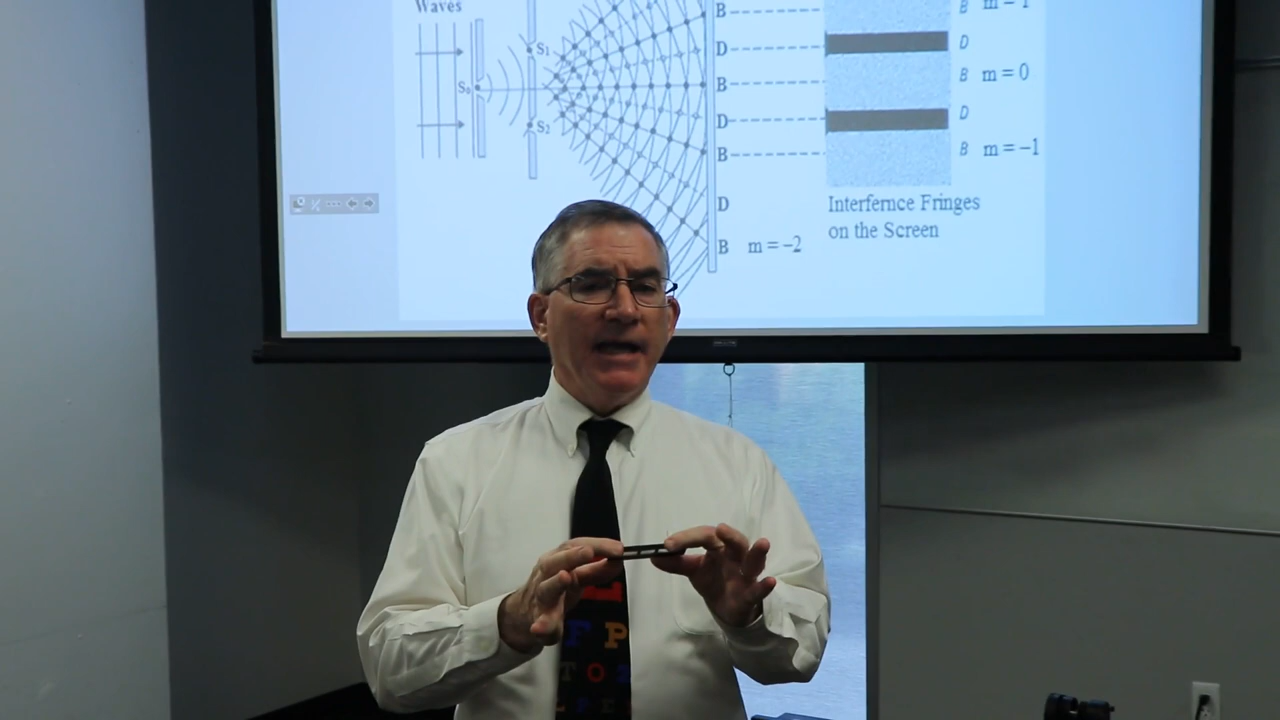 Waves
B
B m = 1
S1
D
D
S0
B
B m = 0
S2
D
D
B
B m = -1
D
Interfernce Fringes
on the Screen
B m = -2
F P
T O Z
L P E